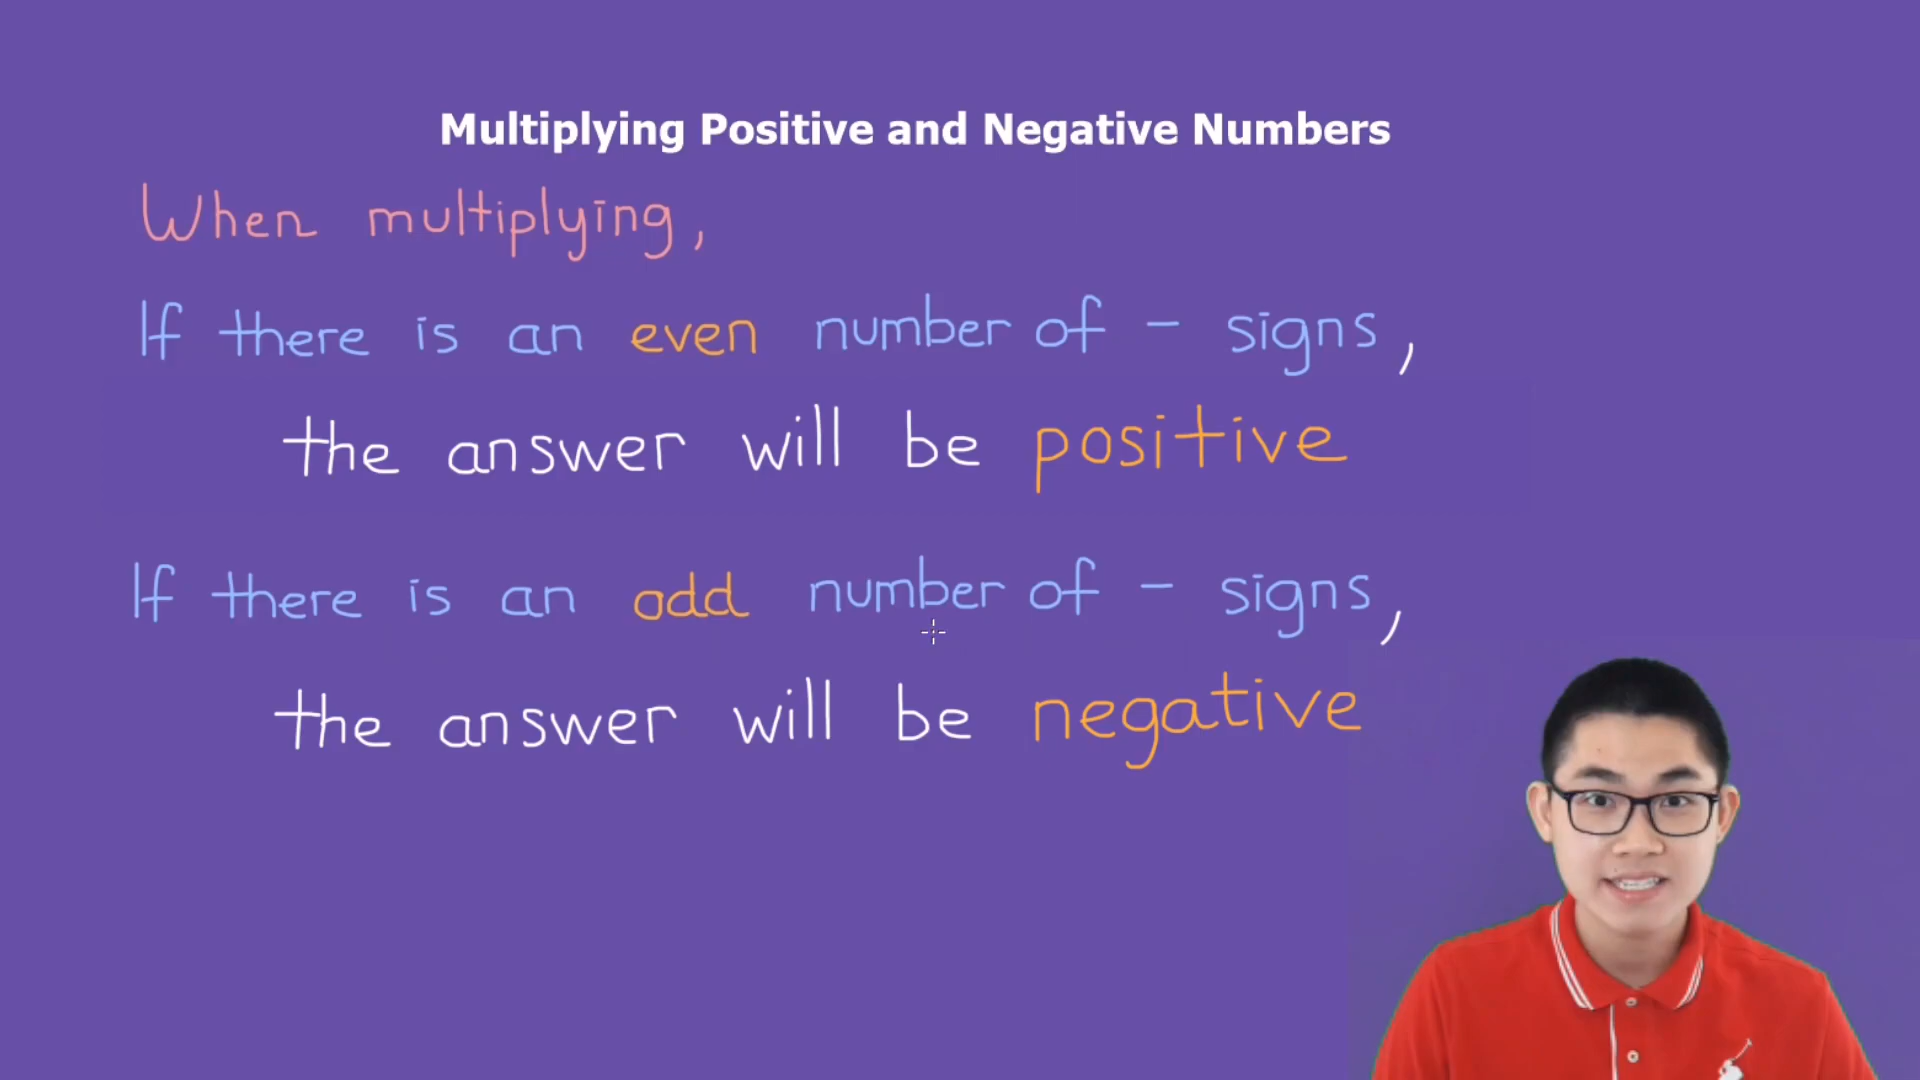 Multiplying Positive and Negative Numbers
When multiplying,
If there is an even number of - signs,
the answer will be positive
If there is an odd number of - signs,
the answer will be negative